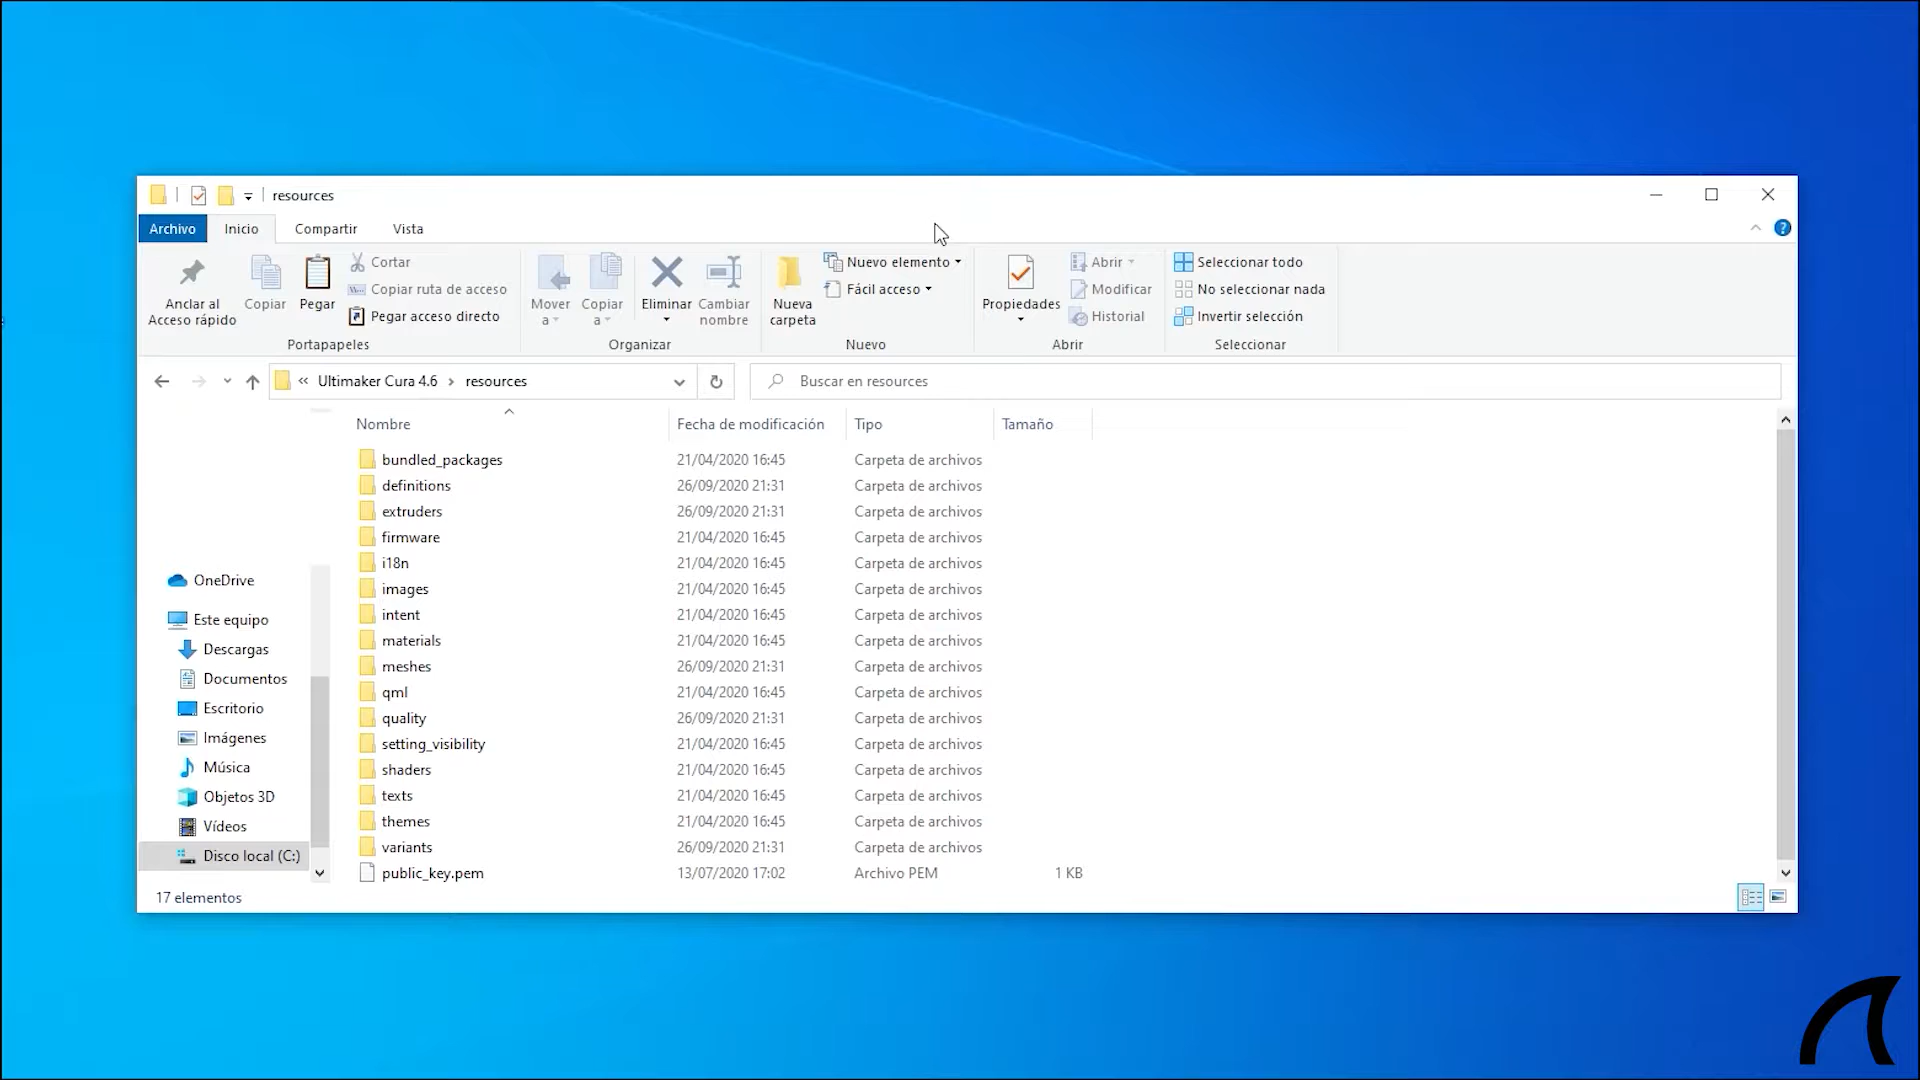 resources
Archivo Inicio Compartir Vista
Anclar al Acceso rápido
Copiar
Pegar
Cortar
Copiar ruta de acceso
Pegar acceso directo
Portapapeles
Mover a
Copiar a
Eliminar
Cambiar nombre
Organizar
Nueva carpeta
Nuevo elemento
Fácil acceso
Nuevo
Propiedades
Abrir
Modificar
Historial
Abrir
Seleccionar todo
No seleccionar nada
Invertir selección
Seleccionar
« Ultimaker Cura 4.6 › resources
Buscar en resources
OneDrive
Este equipo
Descargas
Documentos
Escritorio
Imágenes
Música
Objetos 3D
Vídeos
Disco local (C:)
Nombre Fecha de modificación Tipo Tamaño
bundled_packages 21/04/2020 16:45 Carpeta de archivos
definitions 26/09/2020 21:31 Carpeta de archivos
extruders 26/09/2020 21:31 Carpeta de archivos
firmware 21/04/2020 16:45 Carpeta de archivos
i18n 21/04/2020 16:45 Carpeta de archivos
images 21/04/2020 16:45 Carpeta de archivos
intent 21/04/2020 16:45 Carpeta de archivos
materials 21/04/2020 16:45 Carpeta de archivos
meshes 26/09/2020 21:31 Carpeta de archivos
qml 21/04/2020 16:45 Carpeta de archivos
quality 26/09/2020 21:31 Carpeta de archivos
setting_visibility 21/04/2020 16:45 Carpeta de archivos
shaders 21/04/2020 16:45 Carpeta de archivos
texts 21/04/2020 16:45 Carpeta de archivos
themes 21/04/2020 16:45 Carpeta de archivos
variants 26/09/2020 21:31 Carpeta de archivos
public_key.pem 13/07/2020 17:02 Archivo PEM 1 KB
17 elementos